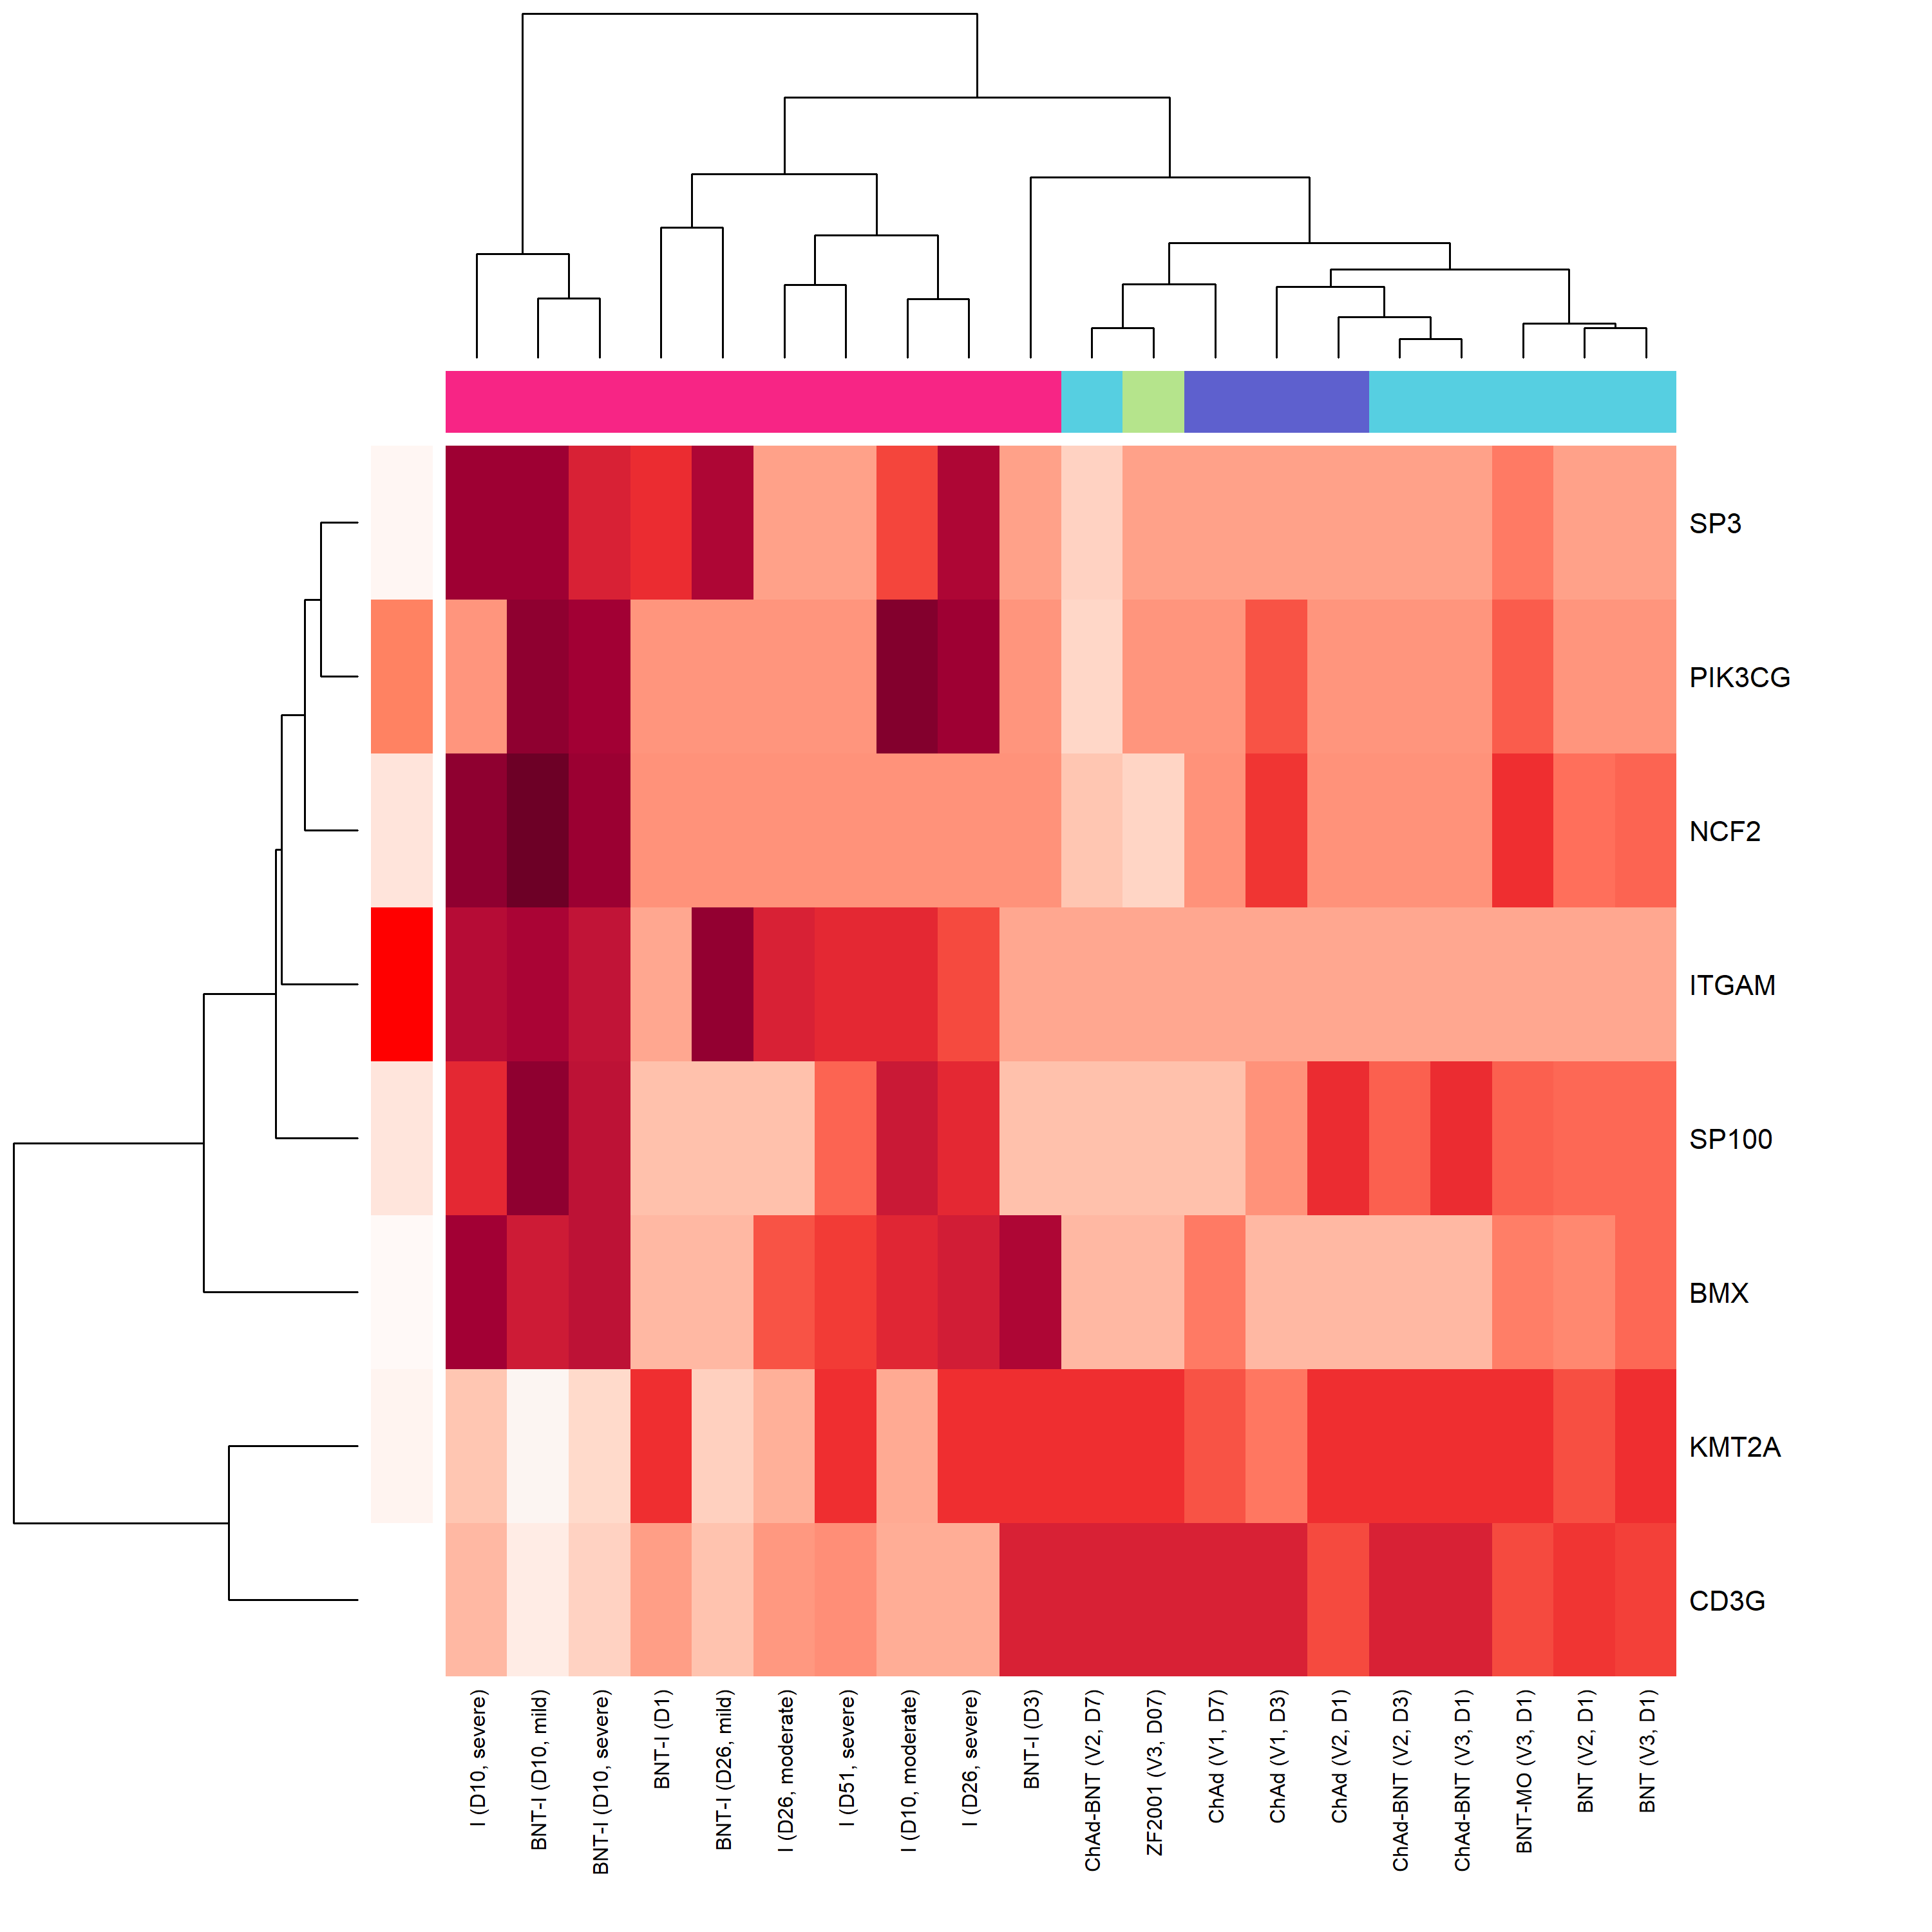 SP3
PIK3CG
NCF2
ITGAM
SP100
BMX
KMT2A
CD3G
I (D10, severe)
BNT-I (D10, mild)
BNT-I (D10, severe)
BNT-I (D1)
BNT-I (D26, mild)
I (D26, moderate)
I (D51, severe)
I (D10, moderate)
I (D26, severe)
BNT-I (D3)
ChAd-BNT (V2, D7)
ZF2001 (V3, D07)
ChAd (V1, D7)
ChAd (V1, D3)
ChAd (V2, D1)
ChAd-BNT (V2, D3)
ChAd-BNT (V3, D1)
BNT-MO (V3, D1)
BNT (V2, D1)
BNT (V3, D1)